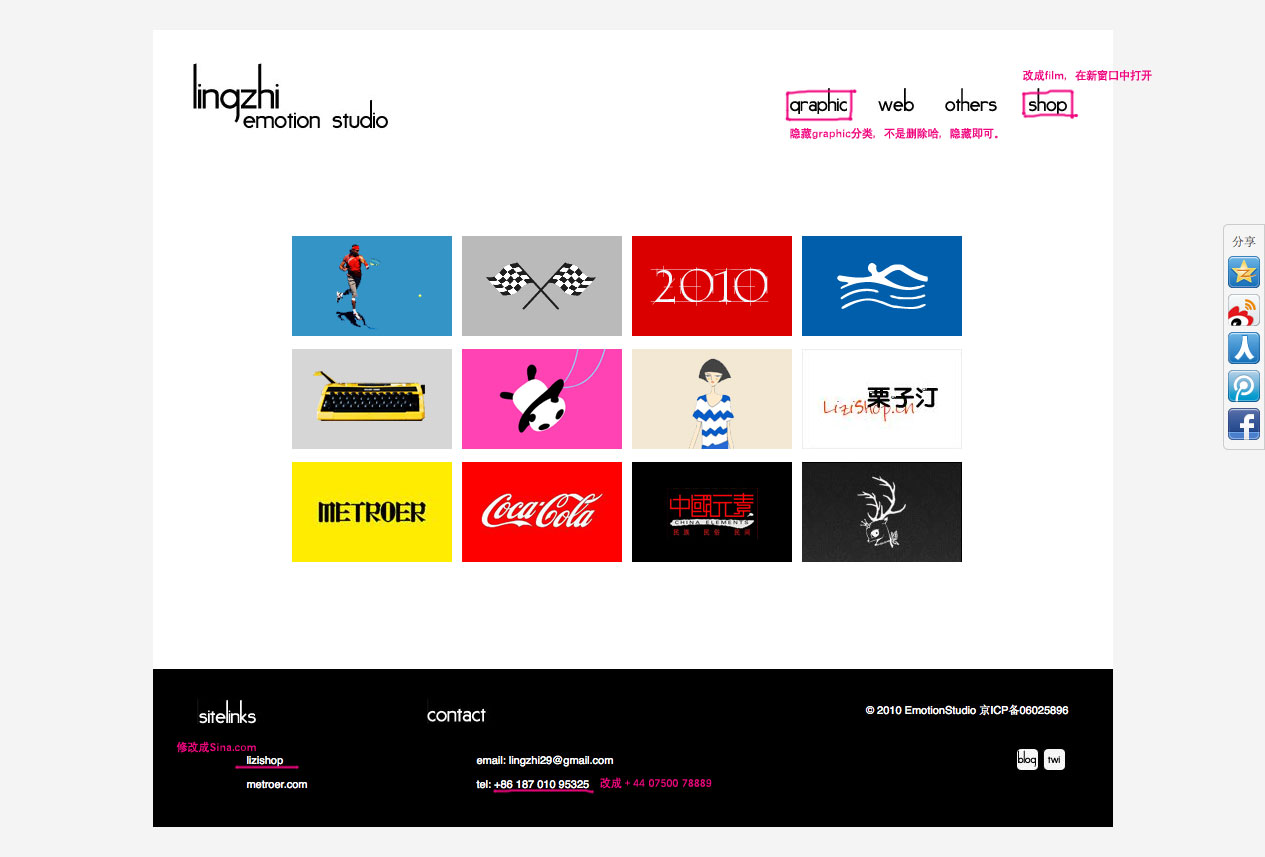 lingzhi
emotion studio
改成film，在新窗口中打开
graphic web others shop
隐藏graphic分类，不是删除哈，隐藏即可。
分享
2010
LiziShop.cn
栗子汀
METROER
Coca-Cola
中國元素
CHINA ELEMENTS
sitelinks
contact
© 2010 EmotionStudio 京ICP备06025896
修改成Sina.com
lizishop
email: lingzhi29@gmail.com
blog twi
metroer.com
tel: +86 187 010 95325 改成 + 44 07500 78889